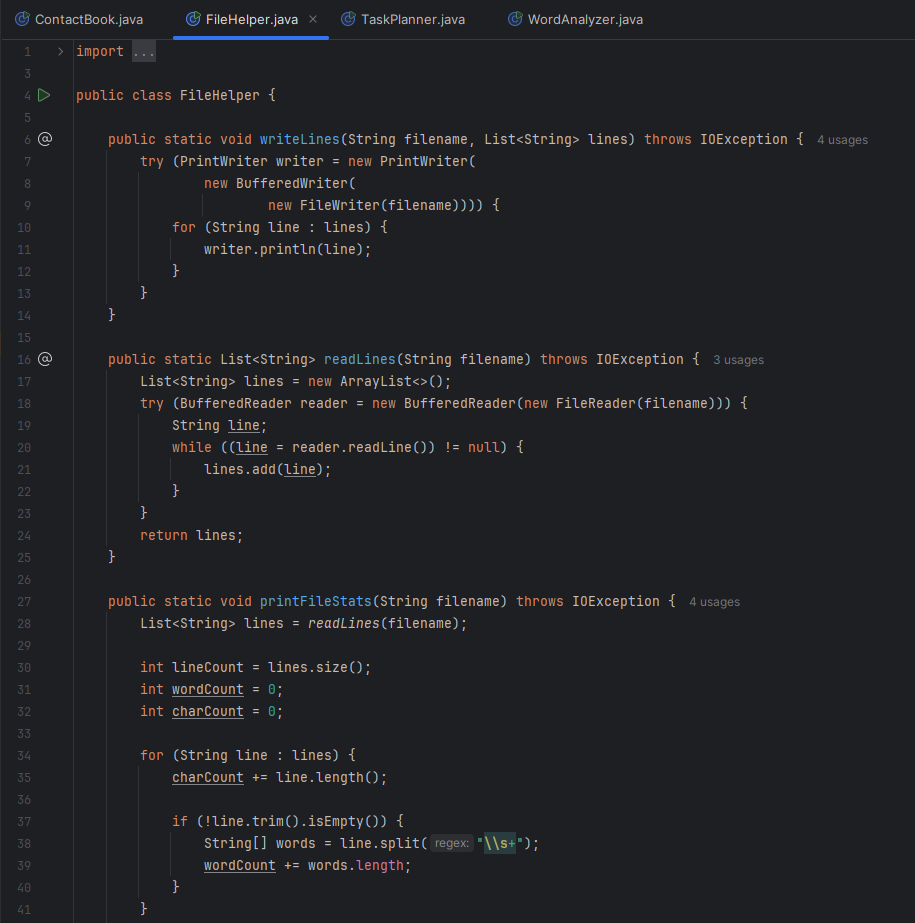 ContactBook.java FileHelper.java × TaskPlanner.java WordAnalyzer.java
1 > import ...
3
4 public class FileHelper {
5
6 @ public static void writeLines(String filename, List<String> lines) throws IOException { 4 usages
7 try (PrintWriter writer = new PrintWriter(
8 new BufferedWriter(
9 new FileWriter(filename)))) {
10 for (String line : lines) {
11 writer.println(line);
12 }
13 }
14 }
15
16 @ public static List<String> readLines(String filename) throws IOException { 3 usages
17 List<String> lines = new ArrayList<>();
18 try (BufferedReader reader = new BufferedReader(new FileReader(filename))) {
19 String line;
20 while ((line = reader.readLine()) != null) {
21 lines.add(line);
22 }
23 }
24 return lines;
25 }
26
27 public static void printFileStats(String filename) throws IOException { 4 usages
28 List<String> lines = readLines(filename);
29
30 int lineCount = lines.size();
31 int wordCount = 0;
32 int charCount = 0;
33
34 for (String line : lines) {
35 charCount += line.length();
36
37 if (!line.trim().isEmpty()) {
38 String[] words = line.split( regex: "\\s+");
39 wordCount += words.length;
40 }
41 }